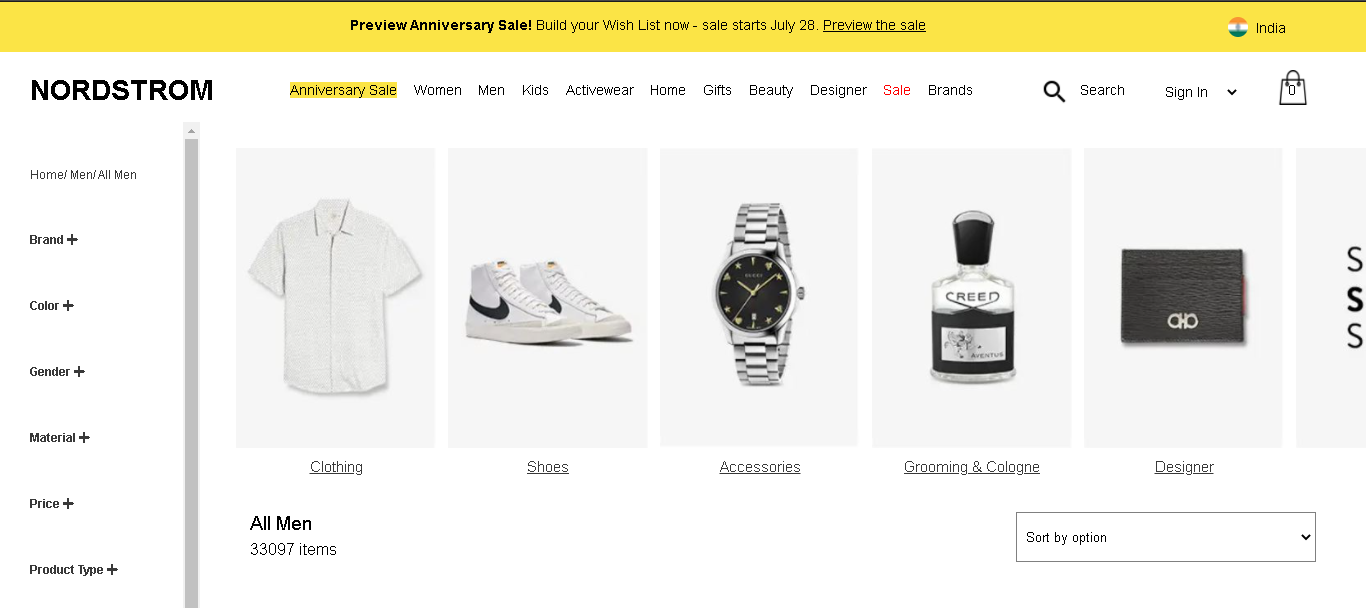 Preview Anniversary Sale! Build your Wish List now - sale starts July 28. Preview the sale
India
NORDSTROM
Anniversary Sale Women Men Kids Activewear Home Gifts Beauty Designer Sale Brands
Search
Sign In
0
Home/ Men/ All Men
Brand +
Color +
Gender +
Material +
Price +
Product Type +
GUCCI
CREED
AVENTUS
S
S
S
Clothing
Shoes
Accessories
Grooming & Cologne
Designer
All Men
33097 items
Sort by option